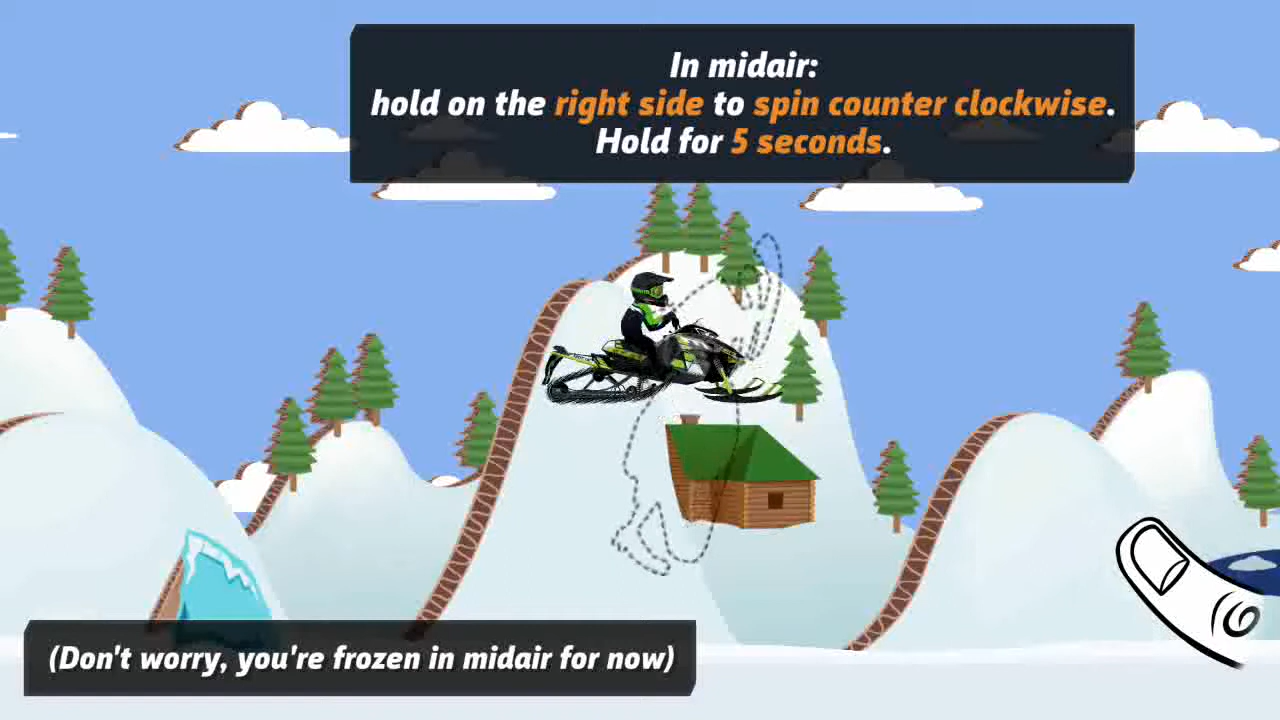 In midair:
hold on the right side to spin counter clockwise.
Hold for 5 seconds.
(Don't worry, you're frozen in midair for now)